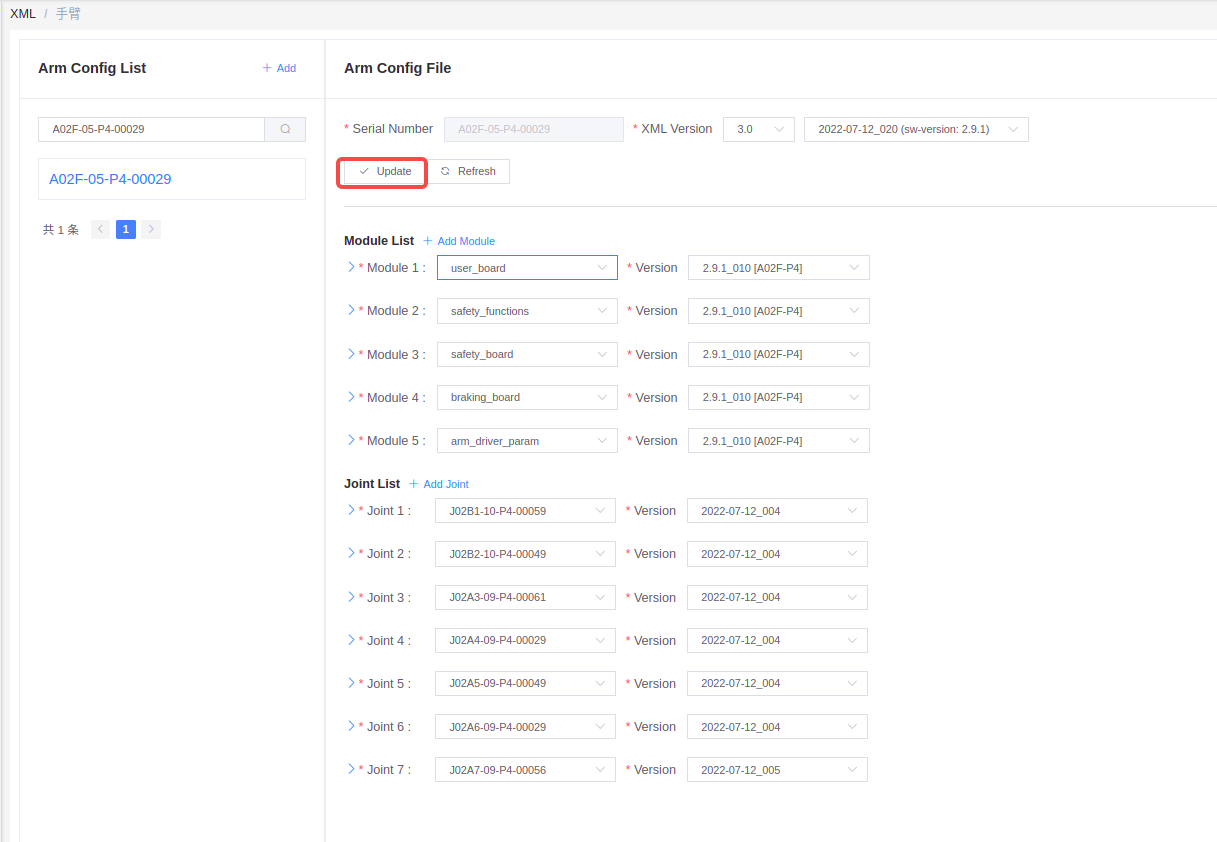 XML / 手臂
Arm Config List
+ Add
A02F-05-P4-00029
A02F-05-P4-00029
共 1 条 < 1 >
Arm Config File
* Serial Number A02F-05-P4-00029 * XML Version 3.0 2022-07-12_020 (sw-version: 2.9.1)
Update Refresh
Module List + Add Module
* Module 1 : user_board * Version 2.9.1_010 [A02F-P4]
* Module 2 : safety_functions * Version 2.9.1_010 [A02F-P4]
* Module 3 : safety_board * Version 2.9.1_010 [A02F-P4]
* Module 4 : braking_board * Version 2.9.1_010 [A02F-P4]
* Module 5 : arm_driver_param * Version 2.9.1_010 [A02F-P4]
Joint List + Add Joint
* Joint 1 : J02B1-10-P4-00059 * Version 2022-07-12_004
* Joint 2 : J02B2-10-P4-00049 * Version 2022-07-12_004
* Joint 3 : J02A3-09-P4-00061 * Version 2022-07-12_004
* Joint 4 : J02A4-09-P4-00029 * Version 2022-07-12_004
* Joint 5 : J02A5-09-P4-00049 * Version 2022-07-12_004
* Joint 6 : J02A6-09-P4-00029 * Version 2022-07-12_004
* Joint 7 : J02A7-09-P4-00056 * Version 2022-07-12_005